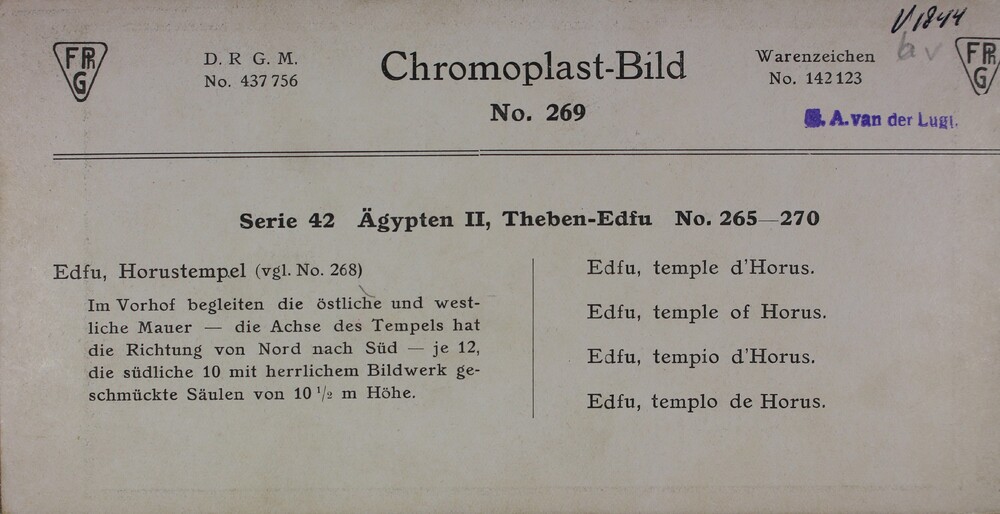 V 1844
b v
FPh
G
D. R G. M.
No. 437 756
Chromoplast-Bild
No. 269
Warenzeichen
No. 142 123
FPh
G
A. van der Lugt.
Serie 42 Ägypten II, Theben-Edfu No. 265—270
Edfu, Horustempel (vgl. No. 268)
Im Vorhof begleiten die östliche und west-
liche Mauer — die Achse des Tempels hat
die Richtung von Nord nach Süd — je 12,
die südliche 10 mit herrlichem Bildwerk ge-
schmückte Säulen von 10 1/2 m Höhe.
Edfu, temple d'Horus.
Edfu, temple of Horus.
Edfu, tempio d'Horus.
Edfu, templo de Horus.